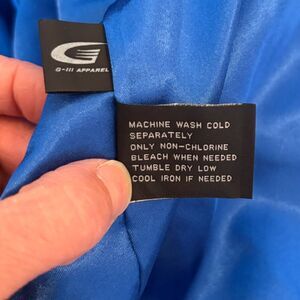 G-III APPAREL
MACHINE WASH COLD
SEPARATELY
ONLY NON-CHLORINE
BLEACH WHEN NEEDED
TUMBLE DRY LOW
COOL IRON IF NEEDED